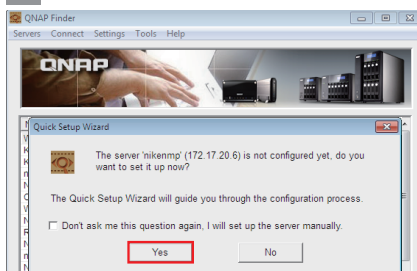 QNAP Finder
Servers Connect Settings Tools Help
QNAP
Quick Setup Wizard
The server 'nikenmp' (172.17.20.6) is not configured yet, do you
want to set it up now?
The Quick Setup Wizard will guide you through the configuration process.
Don't ask me this question again, I will set up the server manually.
Yes
No